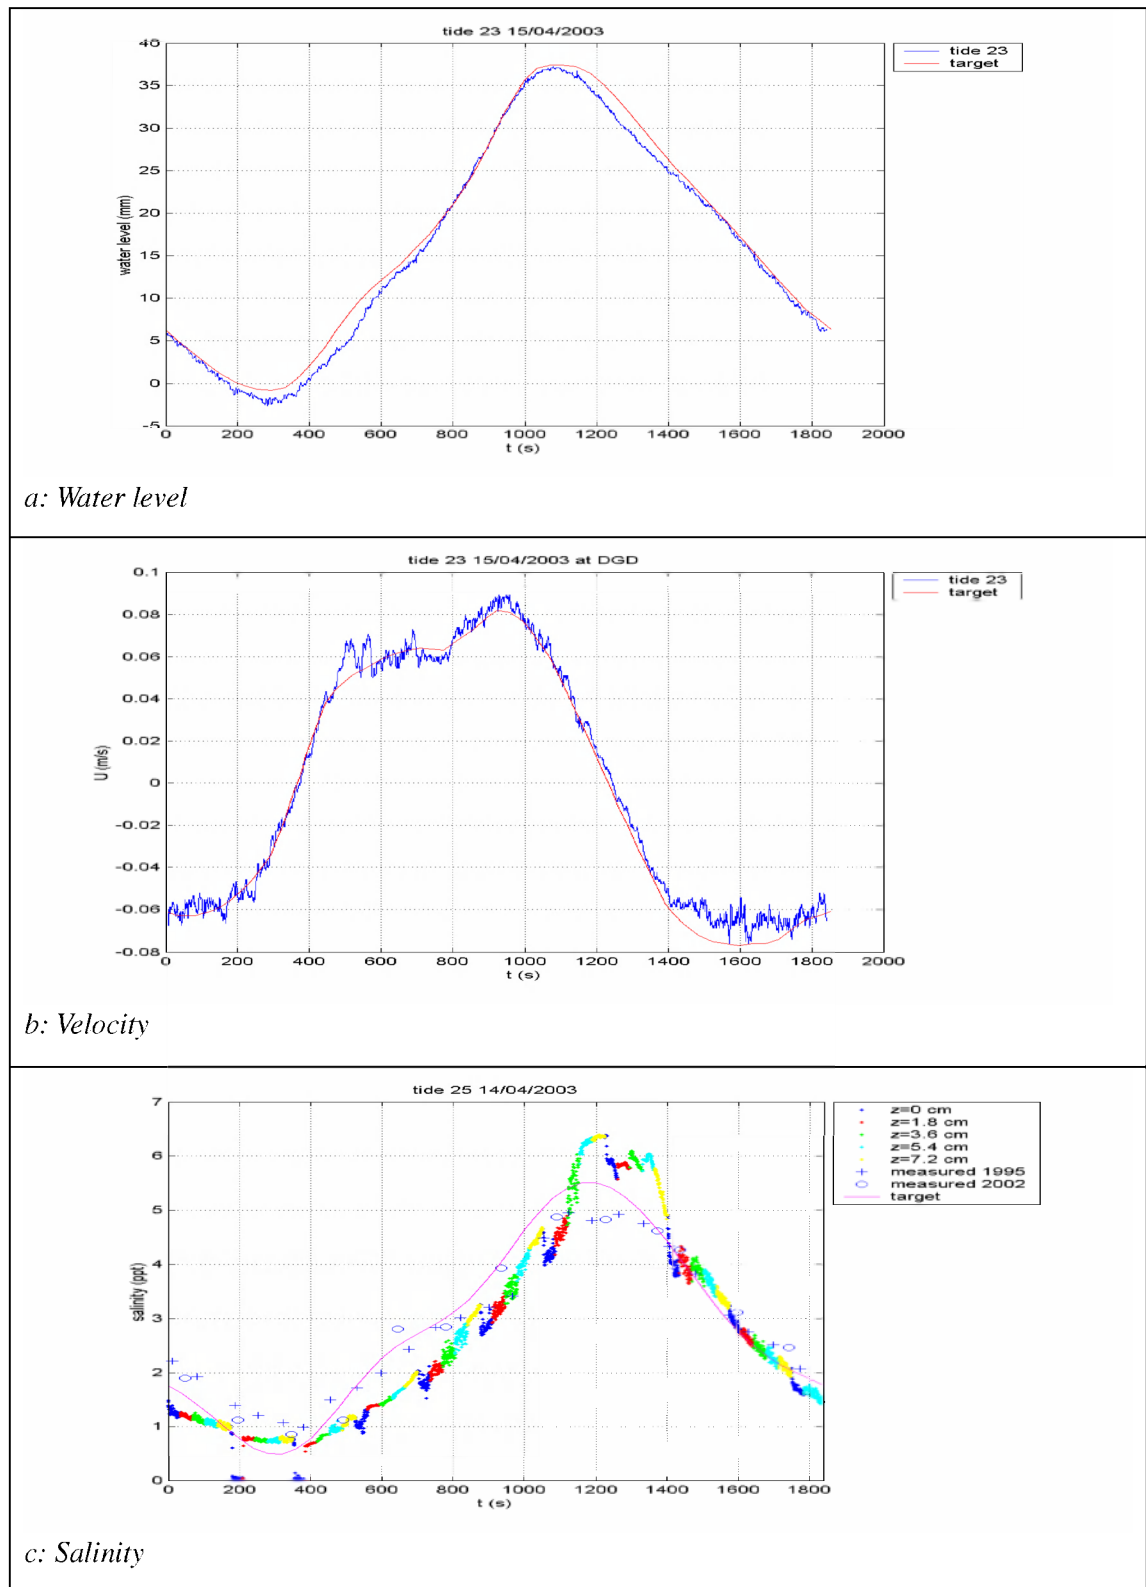 tide 23 15/04/2003
40
35
30
25
20
15
10
5
0
-5
water level (mm)
0 200 400 600 800 1000 1200 1400 1600 1800 2000
t (s)
tide 23
target
a: Water level
tide 23 15/04/2003 at DGD
0.1
0.08
0.06
0.04
0.02
0
-0.02
-0.04
-0.06
-0.08
U (m/s)
0 200 400 600 800 1000 1200 1400 1600 1800 2000
t (s)
tide 23
target
b: Velocity
tide 25 14/04/2003
7
6
5
4
3
2
1
0
salinity (ppt)
0 200 400 600 800 1000 1200 1400 1600 1800
t (s)
z=0 cm
z=1.8 cm
z=3.6 cm
z=5.4 cm
z=7.2 cm
measured 1995
measured 2002
target
c: Salinity